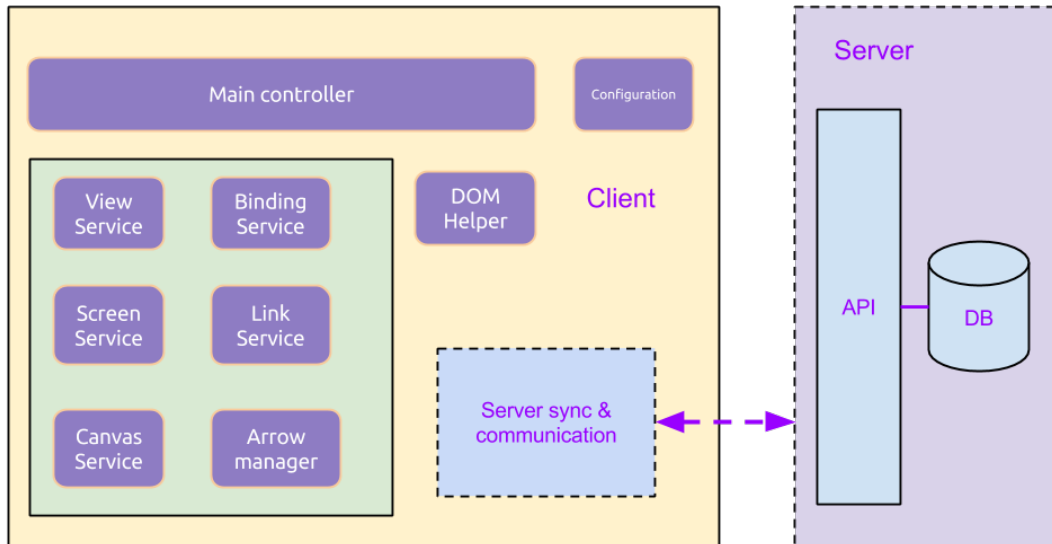 Server
Main controller
Configuration
View
Service
Binding
Service
DOM
Helper
Client
Screen
Service
Link
Service
API
DB
Canvas
Service
Arrow
manager
Server sync &
communication